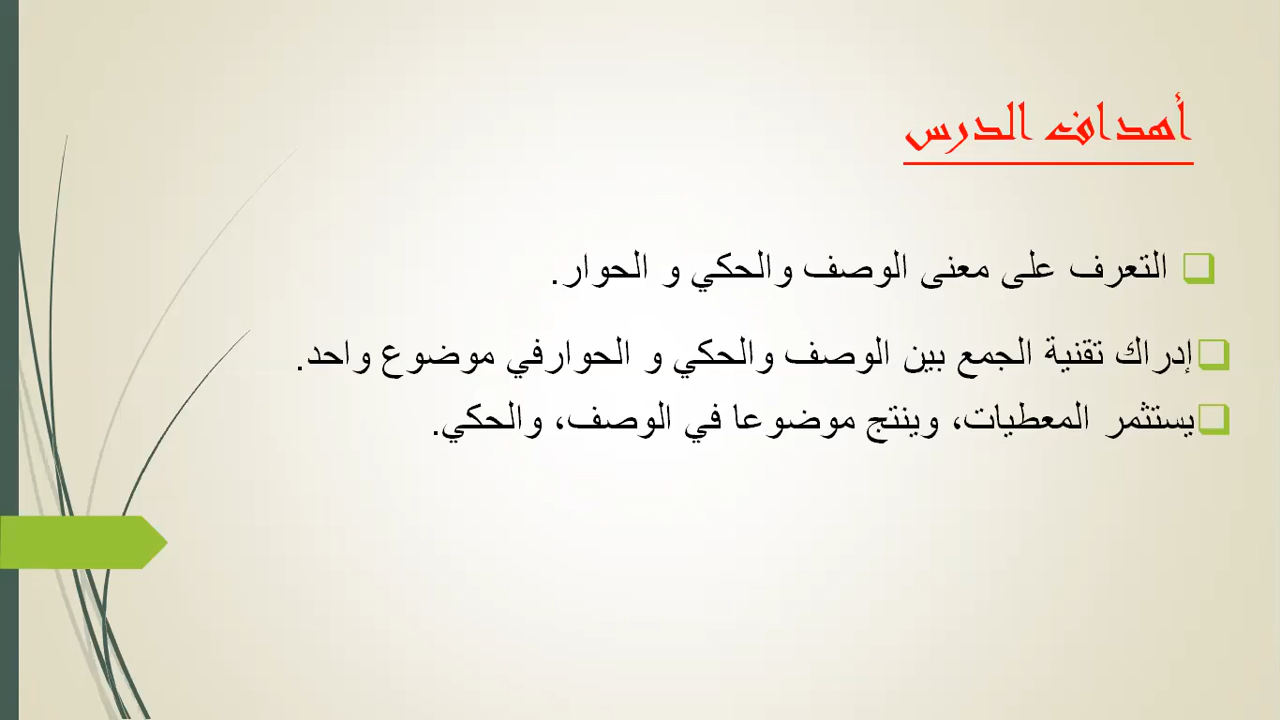 أهداف الدرس
التعرف على معنى الوصف والحكي و الحوار.
إدراك تقنية الجمع بين الوصف والحكي و الحوارفي موضوع واحد.
يستثمر المعطيات، وينتج موضوعا في الوصف، والحكي.